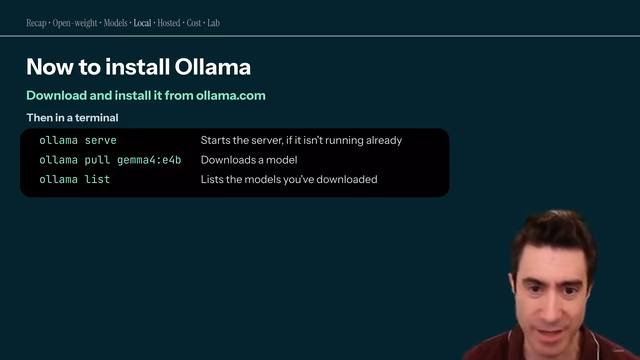 Recap • Open-weight • Models • Local • Hosted • Cost • Lab
Now to install Ollama
Download and install it from ollama.com
Then in a terminal
ollama serve Starts the server, if it isn't running already
ollama pull gemma4:e4b Downloads a model
ollama list Lists the models you've downloaded